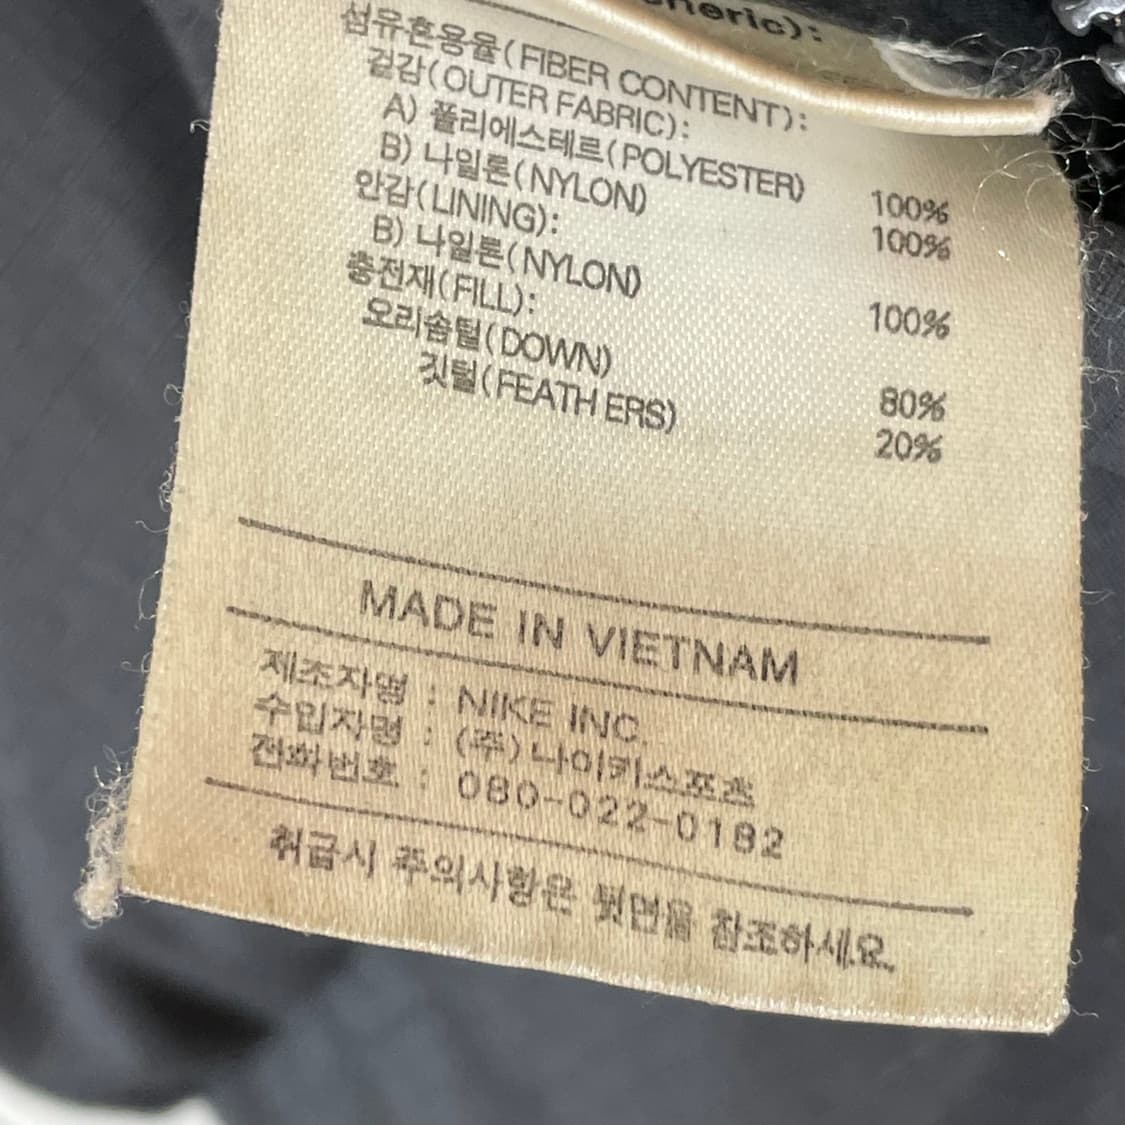 neric):
섬유혼용율(FIBER CONTENT):
겉감(OUTER FABRIC):
A) 폴리에스테르(POLYESTER) 100%
B) 나일론(NYLON) 100%
안감(LINING):
B) 나일론(NYLON) 100%
충전재(FILL):
오리솜털(DOWN) 80%
깃털(FEATHERS) 20%
MADE IN VIETNAM
제조자명 : NIKE INC.
수입자명 : (주)나이키스포츠
전화번호 : 080-022-0182
취급시 주의사항은 뒷면을 참조하세요.